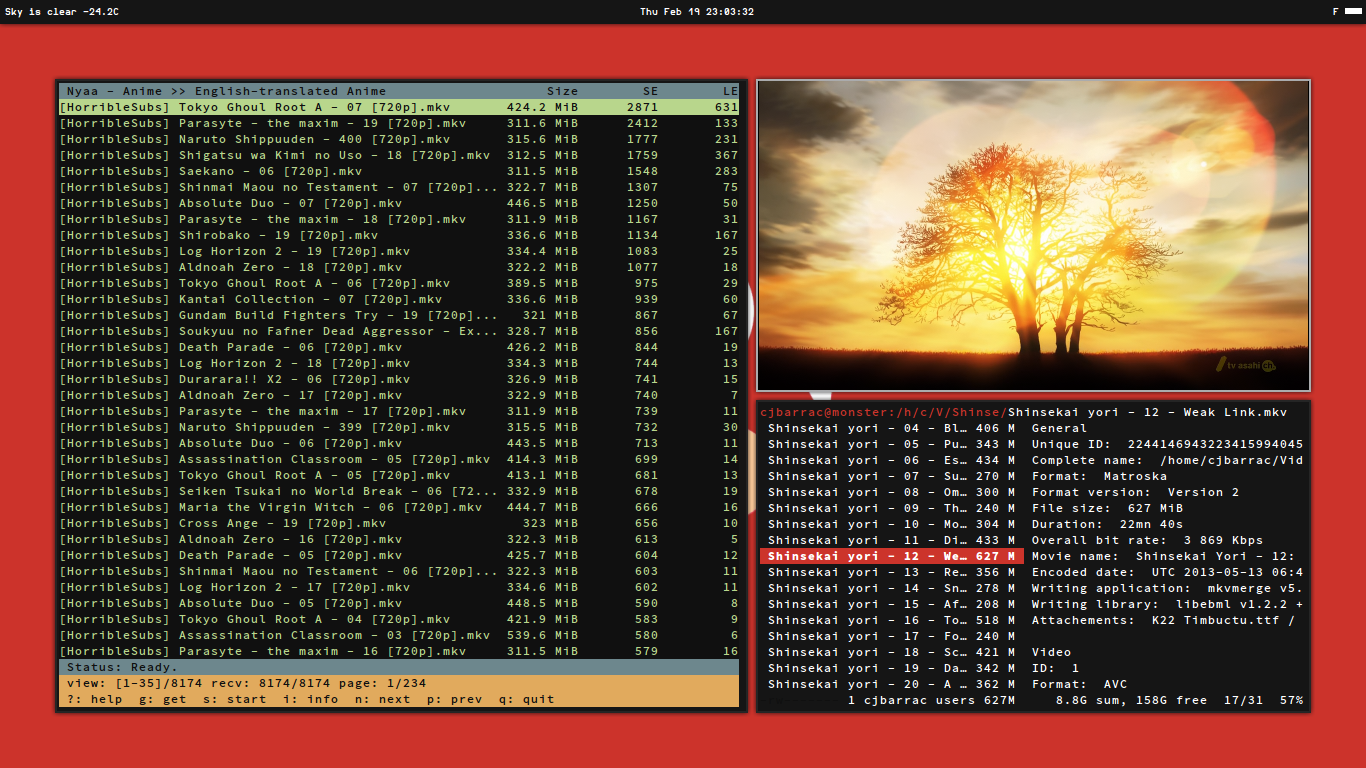 Sky is clear -24.2C Thu Feb 19 23:03:32 F
Nyaa - Anime >> English-translated Anime Size SE LE
[HorribleSubs] Tokyo Ghoul Root A - 07 [720p].mkv 424.2 MiB 2871 631
[HorribleSubs] Parasyte - the maxim - 19 [720p].mkv 311.6 MiB 2412 133
[HorribleSubs] Naruto Shippuuden - 400 [720p].mkv 315.6 MiB 1777 231
[HorribleSubs] Shigatsu wa Kimi no Uso - 18 [720p].mkv 312.5 MiB 1759 367
[HorribleSubs] Saekano - 06 [720p].mkv 311.5 MiB 1548 283
[HorribleSubs] Shinmai Maou no Testament - 07 [720p]... 322.7 MiB 1307 75
[HorribleSubs] Absolute Duo - 07 [720p].mkv 446.5 MiB 1250 50
[HorribleSubs] Parasyte - the maxim - 18 [720p].mkv 311.9 MiB 1167 31
[HorribleSubs] Shirobako - 19 [720p].mkv 336.6 MiB 1134 167
[HorribleSubs] Log Horizon 2 - 19 [720p].mkv 334.4 MiB 1083 25
[HorribleSubs] Aldnoah Zero - 18 [720p].mkv 322.2 MiB 1077 18
[HorribleSubs] Tokyo Ghoul Root A - 06 [720p].mkv 389.5 MiB 975 29
[HorribleSubs] Kantai Collection - 07 [720p].mkv 336.6 MiB 939 60
[HorribleSubs] Gundam Build Fighters Try - 19 [720p]... 321 MiB 867 67
[HorribleSubs] Soukyuu no Fafner Dead Aggressor - Ex... 328.7 MiB 856 167
[HorribleSubs] Death Parade - 06 [720p].mkv 426.2 MiB 844 19
[HorribleSubs] Log Horizon 2 - 18 [720p].mkv 334.3 MiB 744 13
[HorribleSubs] Durarara!! X2 - 06 [720p].mkv 326.9 MiB 741 15
[HorribleSubs] Aldnoah Zero - 17 [720p].mkv 322.9 MiB 740 7
[HorribleSubs] Parasyte - the maxim - 17 [720p].mkv 311.9 MiB 739 11
[HorribleSubs] Naruto Shippuuden - 399 [720p].mkv 315.5 MiB 732 30
[HorribleSubs] Absolute Duo - 06 [720p].mkv 443.5 MiB 713 11
[HorribleSubs] Assassination Classroom - 05 [720p].mkv 414.3 MiB 699 14
[HorribleSubs] Tokyo Ghoul Root A - 05 [720p].mkv 413.1 MiB 681 13
[HorribleSubs] Seiken Tsukai no World Break - 06 [72... 332.9 MiB 678 19
[HorribleSubs] Maria the Virgin Witch - 06 [720p].mkv 444.7 MiB 666 16
[HorribleSubs] Cross Ange - 19 [720p].mkv 323 MiB 656 10
[HorribleSubs] Aldnoah Zero - 16 [720p].mkv 322.3 MiB 613 5
[HorribleSubs] Death Parade - 05 [720p].mkv 425.7 MiB 604 12
[HorribleSubs] Shinmai Maou no Testament - 06 [720p]... 322.3 MiB 603 11
[HorribleSubs] Log Horizon 2 - 17 [720p].mkv 334.6 MiB 602 11
[HorribleSubs] Absolute Duo - 05 [720p].mkv 448.5 MiB 590 8
[HorribleSubs] Tokyo Ghoul Root A - 04 [720p].mkv 421.9 MiB 583 9
[HorribleSubs] Assassination Classroom - 03 [720p].mkv 539.6 MiB 580 6
[HorribleSubs] Parasyte - the maxim - 16 [720p].mkv 311.5 MiB 579 16
Status: Ready.
view: [1-35]/8174 recv: 8174/8174 page: 1/234
?: help g: get s: start i: info n: next p: prev q: quit
tv asahi cn
cjbarrac@monster:/h/c/V/Shinse/Shinsekai yori - 12 - Weak Link.mkv
Shinsekai yori - 04 - Bl… 406 M General
Shinsekai yori - 05 - Pu… 343 M Unique ID: 2244146943223415994045
Shinsekai yori - 06 - Es… 434 M Complete name: /home/cjbarrac/Vid
Shinsekai yori - 07 - Su… 270 M Format: Matroska
Shinsekai yori - 08 - Om… 300 M Format version: Version 2
Shinsekai yori - 09 - Th… 240 M File size: 627 MiB
Shinsekai yori - 10 - Mo… 304 M Duration: 22mn 40s
Shinsekai yori - 11 - Di… 433 M Overall bit rate: 3 869 Kbps
Shinsekai yori - 12 - We… 627 M Movie name: Shinsekai Yori - 12:
Shinsekai yori - 13 - Re… 356 M Encoded date: UTC 2013-05-13 06:4
Shinsekai yori - 14 - Sn… 278 M Writing application: mkvmerge v5.
Shinsekai yori - 15 - Af… 208 M Writing library: libebml v1.2.2 +
Shinsekai yori - 16 - To… 518 M Attachements: K22 Timbuctu.ttf /
Shinsekai yori - 17 - Fo… 240 M
Shinsekai yori - 18 - Sc… 421 M Video
Shinsekai yori - 19 - Da… 342 M ID: 1
Shinsekai yori - 20 - A … 362 M Format: AVC
1 cjbarrac users 627M 8.8G sum, 158G free 17/31 57%